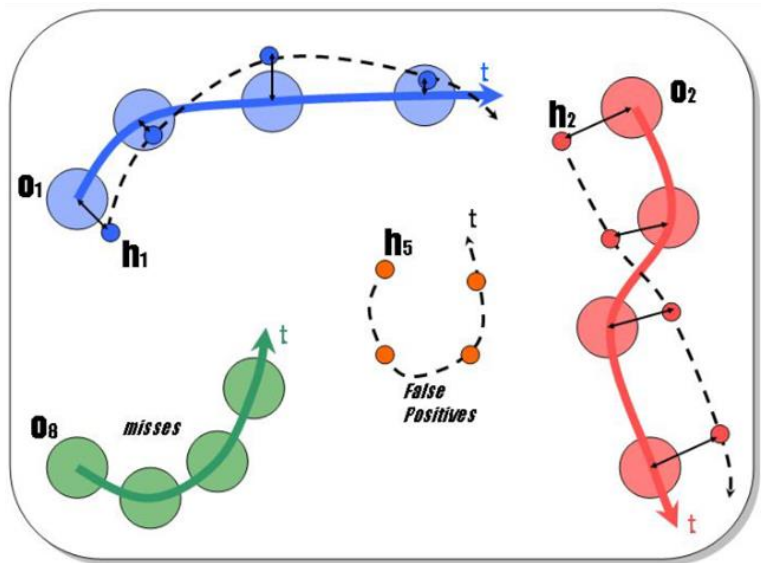 t
o₁
h₁
h₂
o₂
h₅
t
False
Positives
o₈
misses
t
t